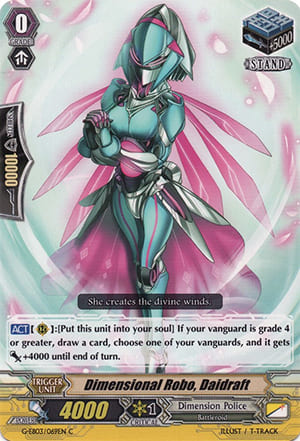 0
GRADE
+5000
STAND
10000
She creates the divine winds.
ACT[ ]:[Put this unit into your soul] If your vanguard is grade 4
or greater, draw a card, choose one of your vanguards, and it gets
+4000 until end of turn.
TRIGGER
UNIT
Dimensional Robo, Daidraft
POWER
4000
1
CRITICAL
Dimension Police
Battleroid
G-EB03/069EN C
ILLUST / T-TRACK